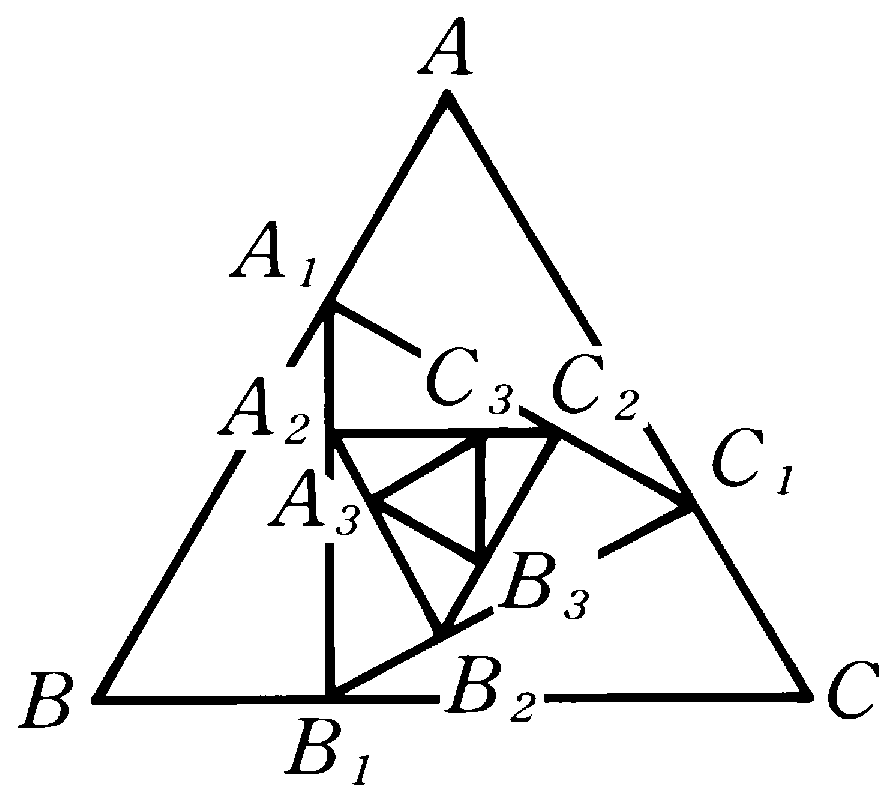 A
A₁
C₃ C₂
A₂
C₁
A₃
B₃
B B₂ C
B₁